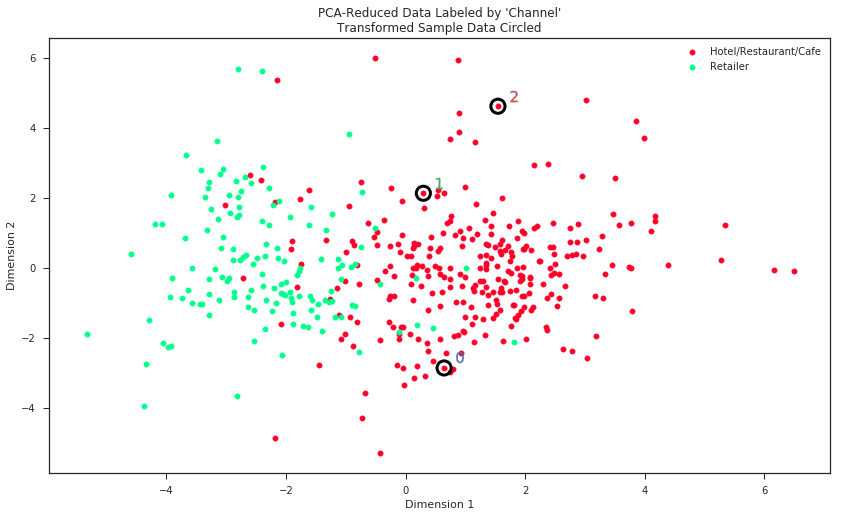 PCA-Reduced Data Labeled by 'Channel'
Transformed Sample Data Circled
Hotel/Restaurant/Cafe
Retailer
6
4
2
0
−2
−4
Dimension 2
2
1
0
−4
−2
0
2
4
6
Dimension 1